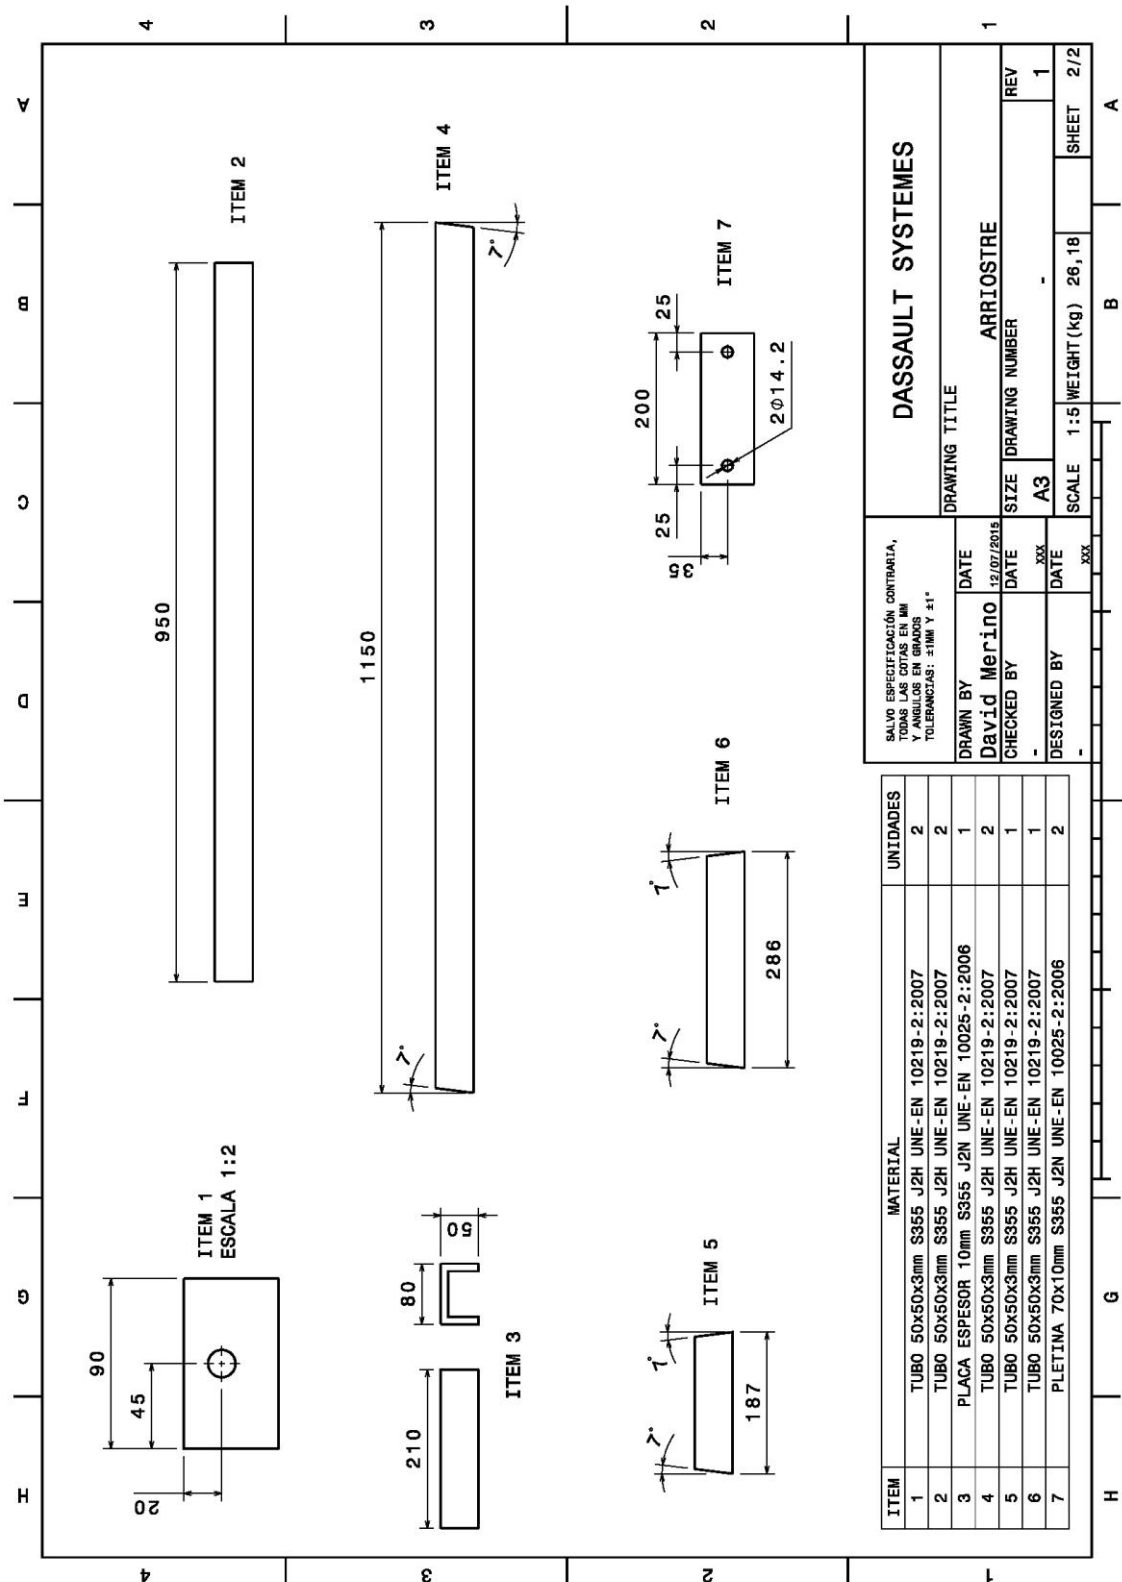 4
3
2
1
H
G
F
E
D
C
B
A
90
45
20
ITEM 1
ESCALA 1:2
950
ITEM 2
210
80
50
ITEM 3
1150
7°
7°
ITEM 4
7°
7°
187
ITEM 5
7°
7°
286
ITEM 6
200
25
25
35
2Ø14.2
ITEM 7
ITEM MATERIAL UNIDADES
1 TUBO 50x50x3mm S355 J2H UNE-EN 10219-2:2007 2
2 TUBO 50x50x3mm S355 J2H UNE-EN 10219-2:2007 2
3 PLACA ESPESOR 10mm S355 J2N UNE-EN 10025-2:2006 1
4 TUBO 50x50x3mm S355 J2H UNE-EN 10219-2:2007 2
5 TUBO 50x50x3mm S355 J2H UNE-EN 10219-2:2007 1
6 TUBO 50x50x3mm S355 J2H UNE-EN 10219-2:2007 1
7 PLETINA 70x10mm S355 J2N UNE-EN 10025-2:2006 2
SALVO ESPECIFICACIÓN CONTRARIA,
TODAS LAS COTAS EN MM
Y ANGULOS EN GRADOS
TOLERANCIAS: ±1MM Y ±1°
DRAWN BY DATE
David Merino 12/07/2015
CHECKED BY DATE
- XXX
DESIGNED BY DATE
- XXX
DASSAULT SYSTEMES
DRAWING TITLE
ARRIOSTRE
SIZE DRAWING NUMBER REV
A3 - 1
SCALE 1:5 WEIGHT(kg) 26,18 SHEET 2/2
4
3
2
1
H
G
B
A